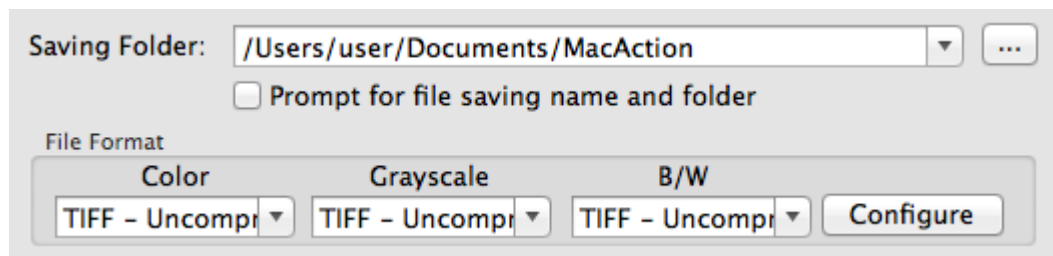 Saving Folder: /Users/user/Documents/MacAction ...
Prompt for file saving name and folder
File Format
Color Grayscale B/W
TIFF – Uncompr TIFF – Uncompr TIFF – Uncompr Configure